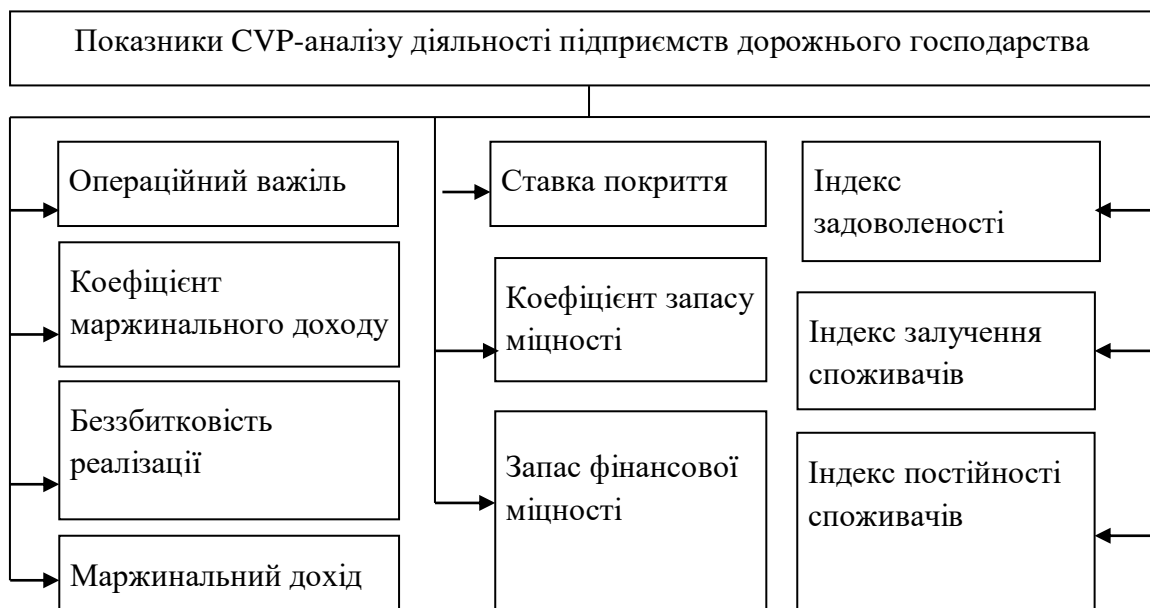 Показники CVP-аналізу діяльності підприємств дорожнього господарства
Операційний важіль
Коефіцієнт
маржинального доходу
Беззбитковість
реалізації
Маржинальний дохід
Ставка покриття
Коефіцієнт запасу
міцності
Запас фінансової
міцності
Індекс
задоволеності
Індекс залучення
споживачів
Індекс постійності
споживачів